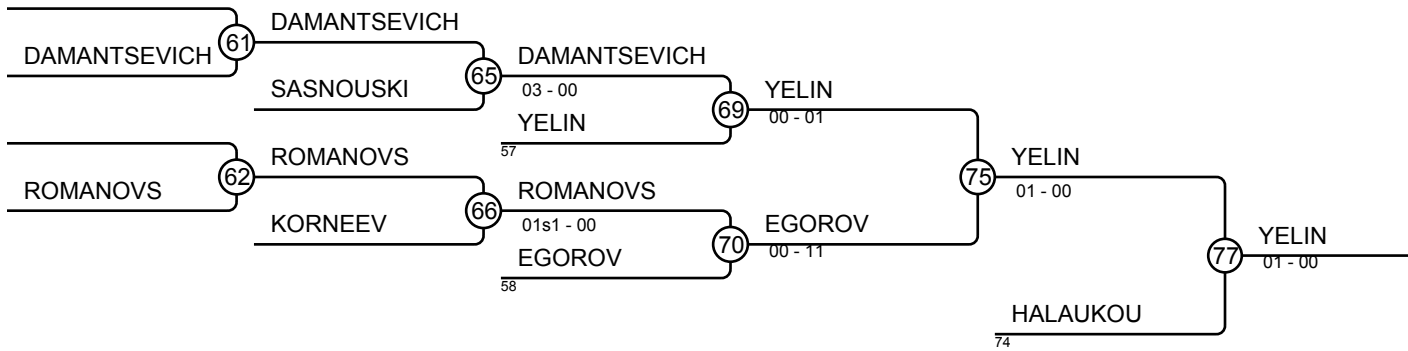 DAMANTSEVICH
61
DAMANTSEVICH
SASNOUSKI
65
DAMANTSEVICH
03 - 00
YELIN
57
69
YELIN
00 - 01
ROMANOVS
62
ROMANOVS
KORNEEV
66
ROMANOVS
01s1 - 00
EGOROV
58
70
EGOROV
00 - 11
75
YELIN
01 - 00
HALAUKOU
74
77
YELIN
01 - 00